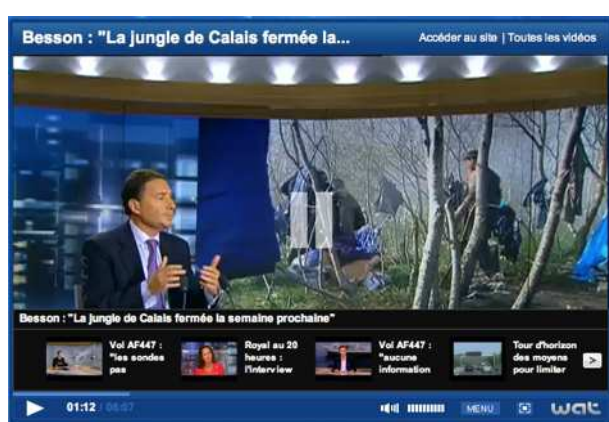 Besson : "La jungle de Calais fermée la...
Accéder au site | Toutes les vidéos
Besson : "La jungle de Calais fermée la semaine prochaine"
Vol AF447 :
"les sondes
pas
Royal au 20
heures :
l'interview
Vol AF447 :
"aucune
information
Tour d'horizon
des moyens
pour limiter
01:12 / 06:07
MENU
wat